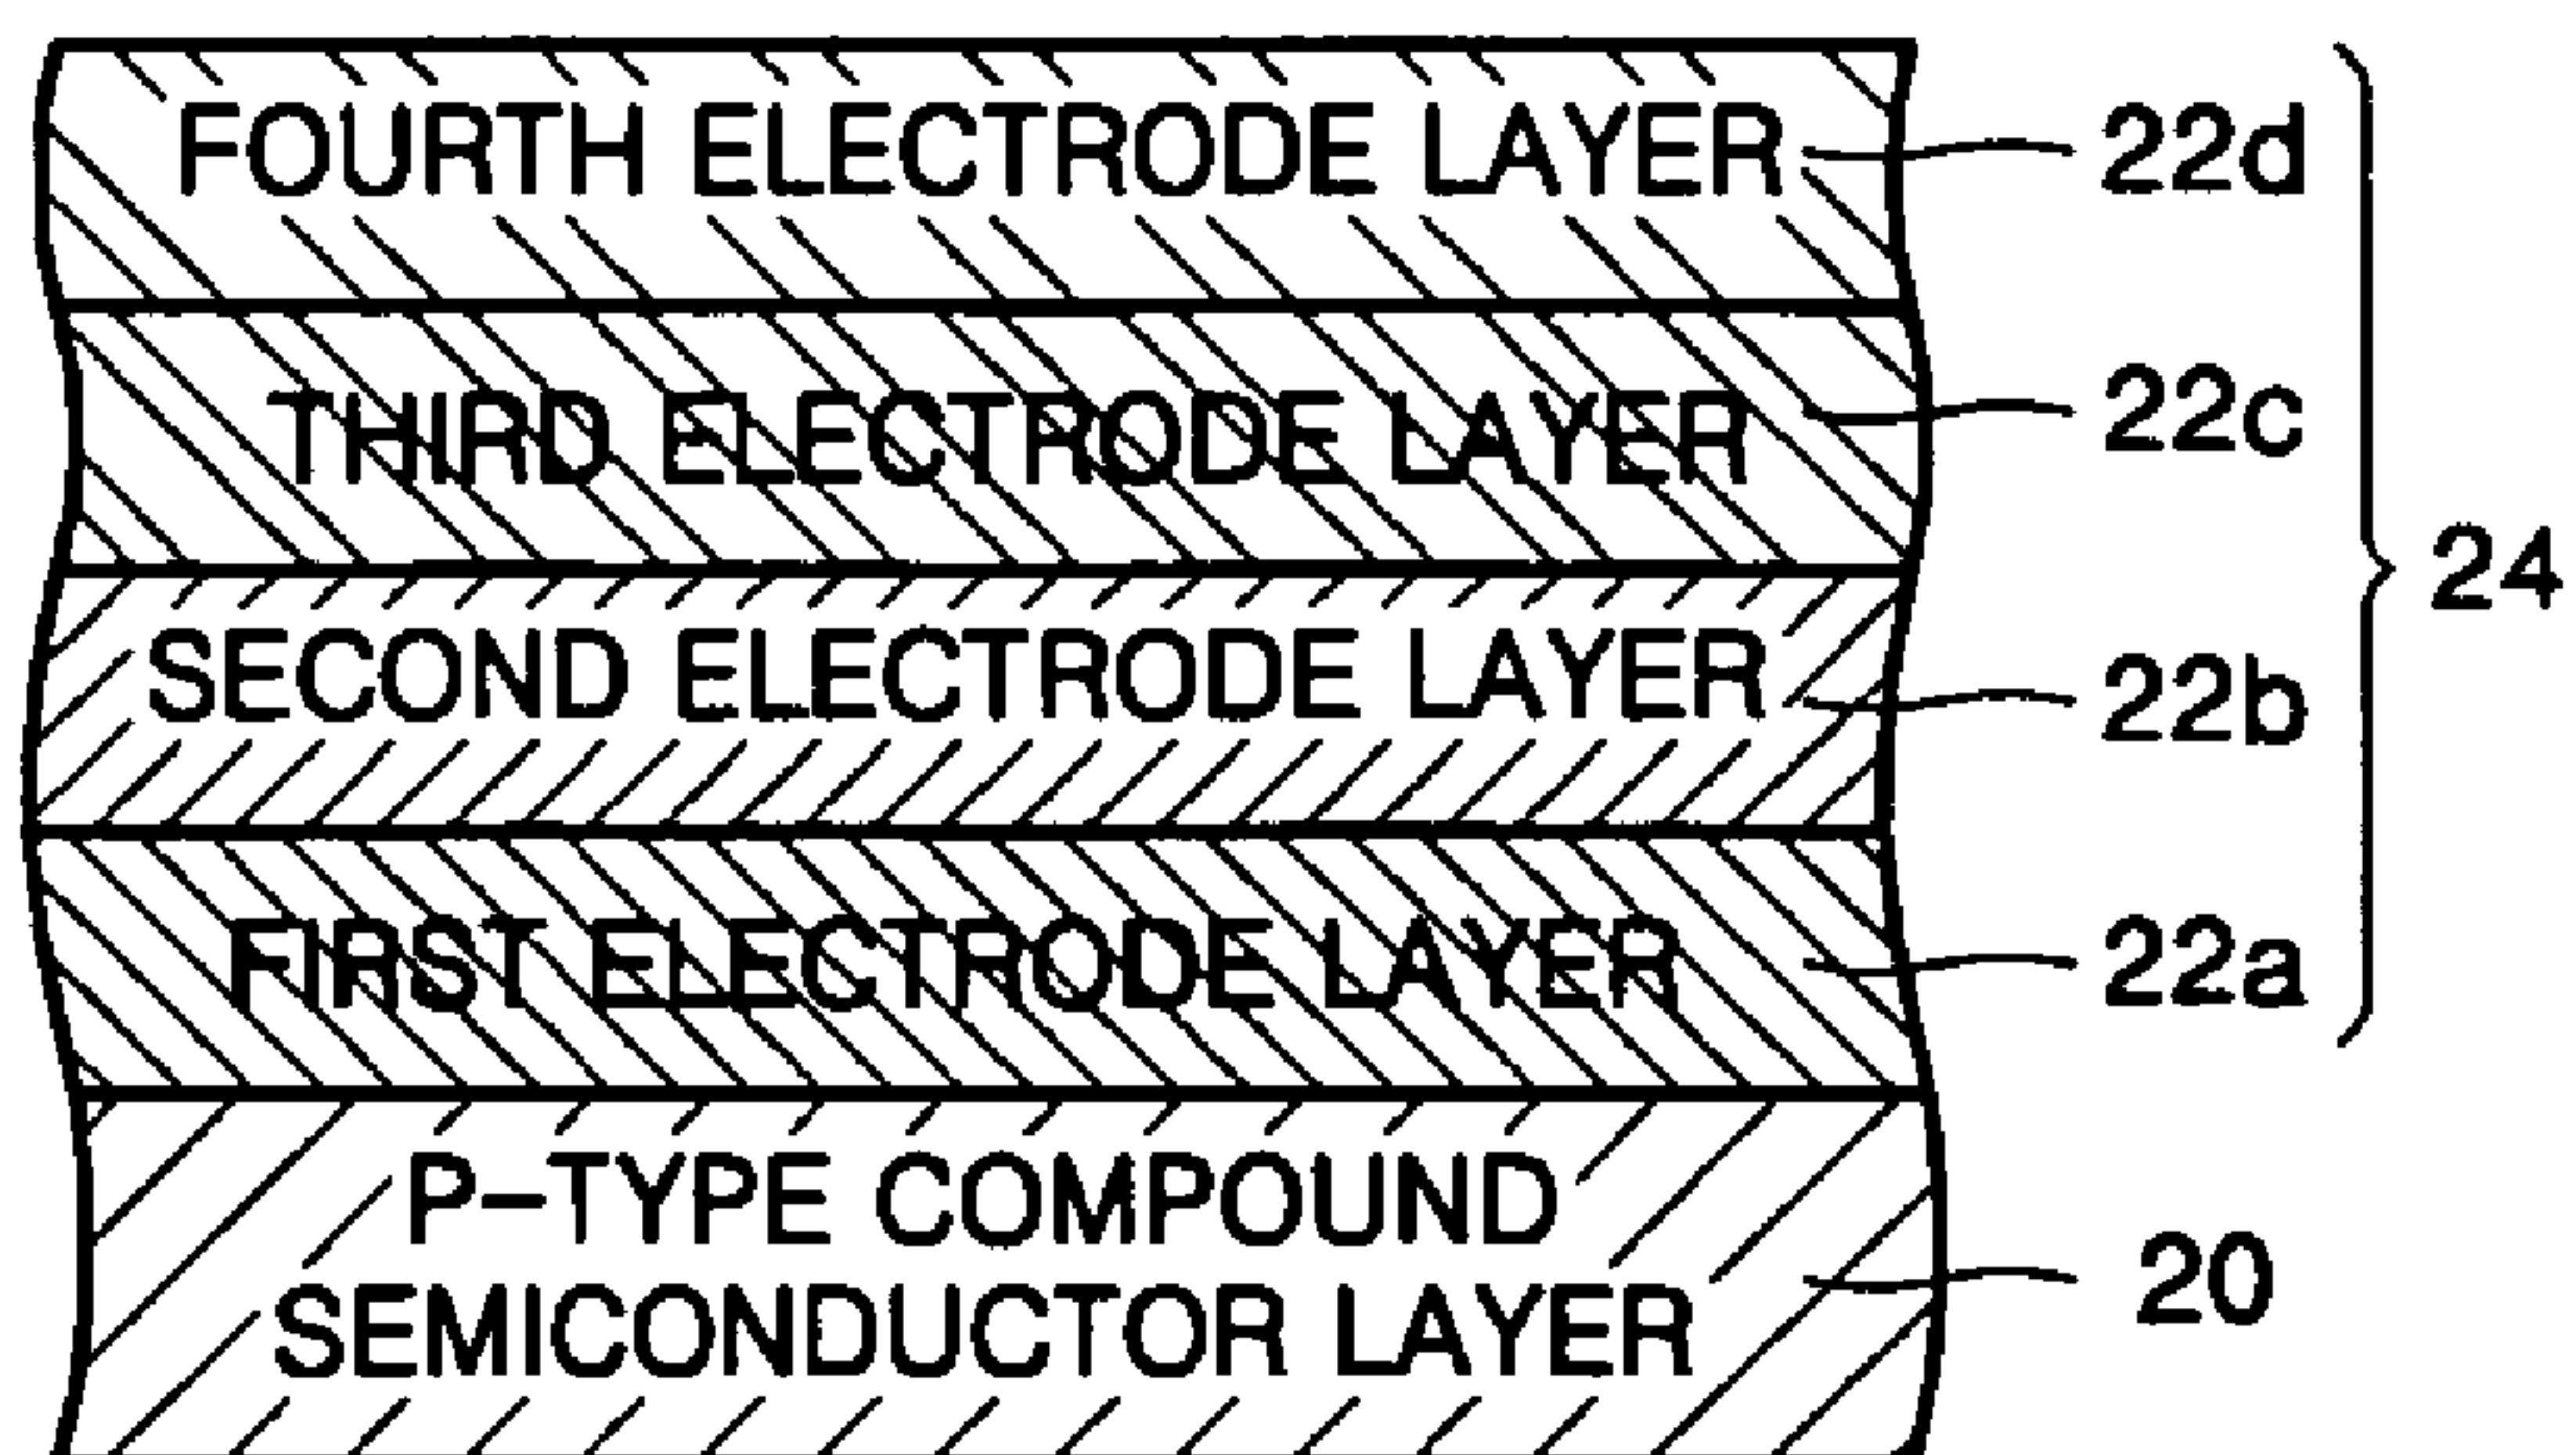 FOURTH ELECTRODE LAYER 22d
THIRD ELECTRODE LAYER 22c
24
SECOND ELECTRODE LAYER 22b
FIRST ELECTRODE LAYER 22a
P-TYPE COMPOUND
SEMICONDUCTOR LAYER 20